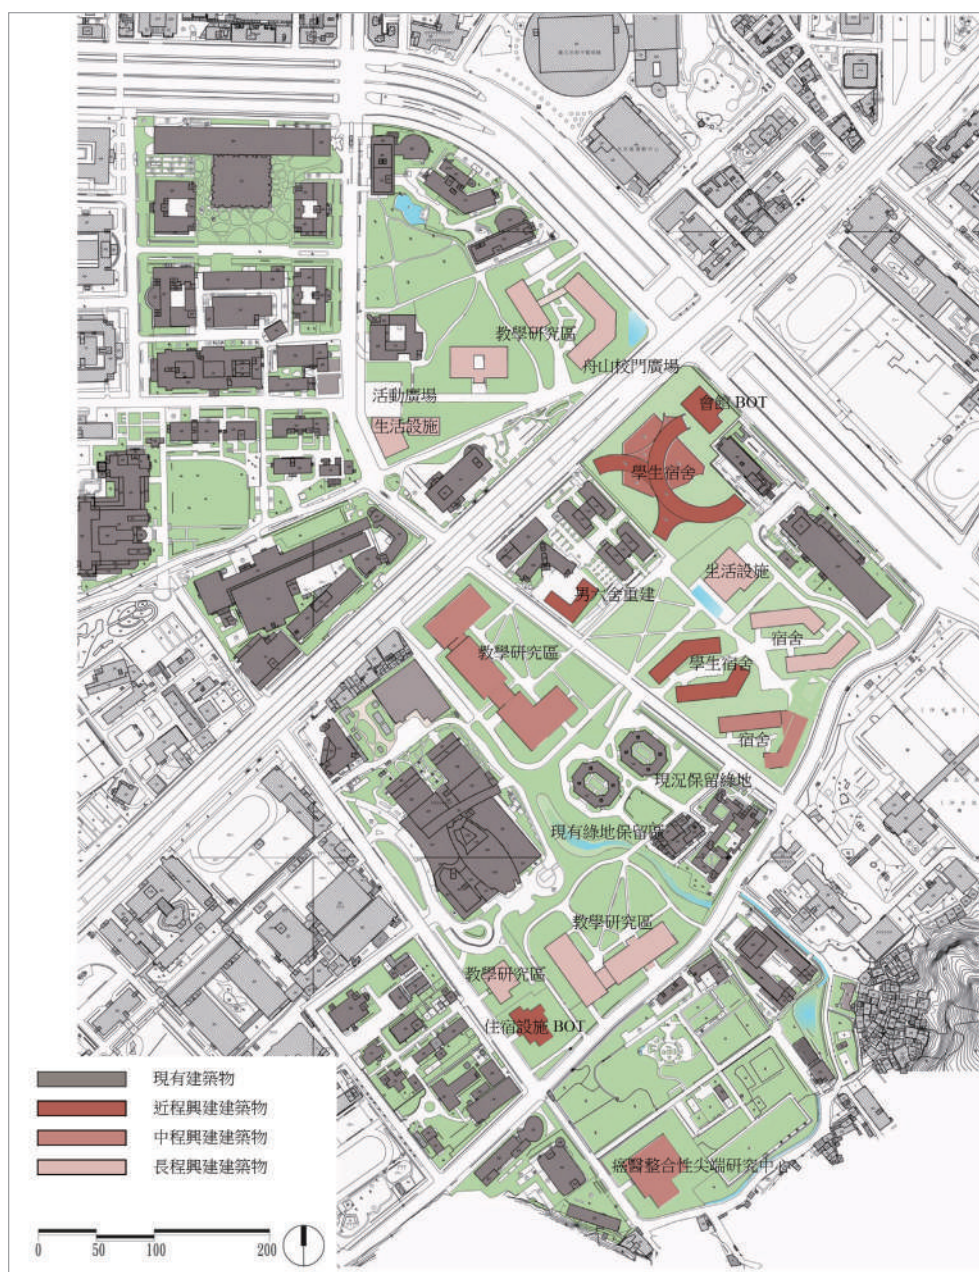 教學研究區
舟山校門廣場
活動廣場
生活設施
會館 BOT
學生宿舍
生活設施
男六舍重建
宿舍
教學研究區
學生宿舍
宿舍
現況保留綠地
現有綠地保留區
教學研究區
教學研究區
住宿設施 BOT
癌醫整合性尖端研究中心
現有建築物
近程興建建築物
中程興建建築物
長程興建建築物
0 50 100 200